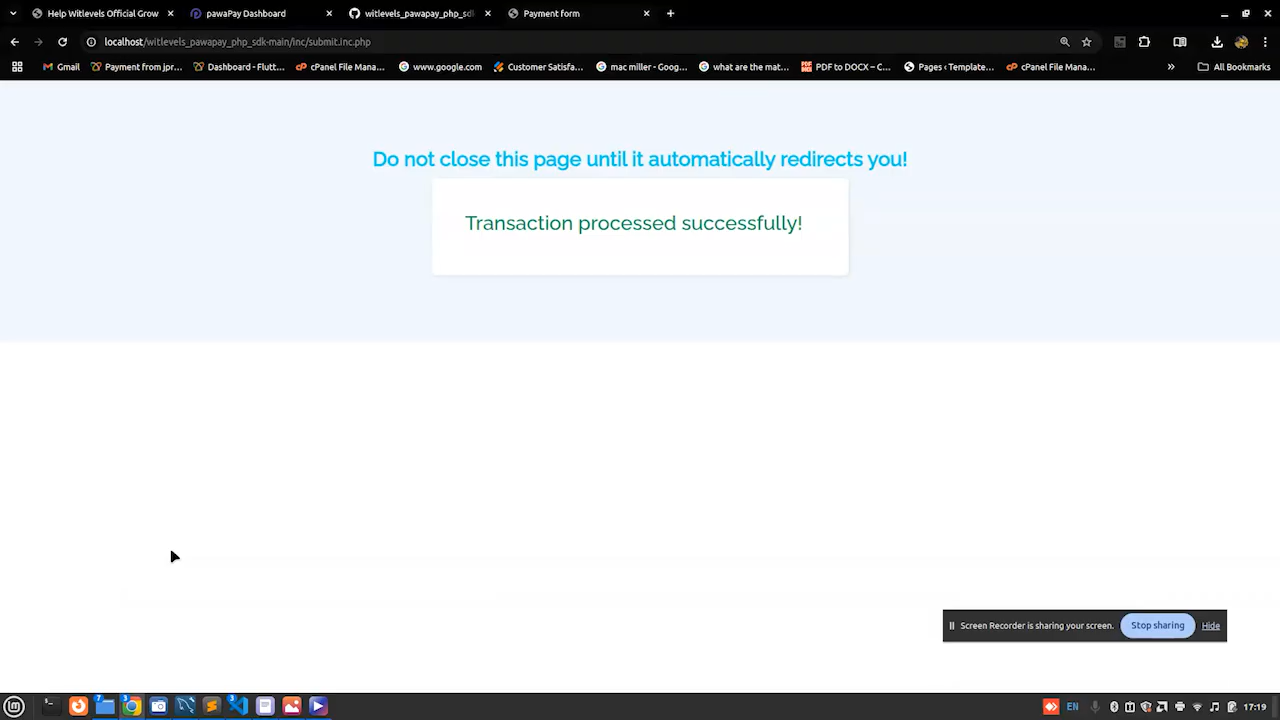 Help Witlevels Official Grow
pawaPay Dashboard
witlevels_pawapay_php_sd
Payment form
localhost/witlevels_pawapay_php_sdk-main/inc/submit.inc.php
Gmail
Payment from jpr...
Dashboard - Flutt...
cPanel File Mana...
www.google.com
Customer Satisfa...
mac miller - Goog...
what are the mat...
PDF to DOCX – C...
Pages ‹ Template...
cPanel File Mana...
»
All Bookmarks
Do not close this page until it automatically redirects you!
Transaction processed successfully!
Screen Recorder is sharing your screen.
Stop sharing
Hide
7
3
3
EN
17:19